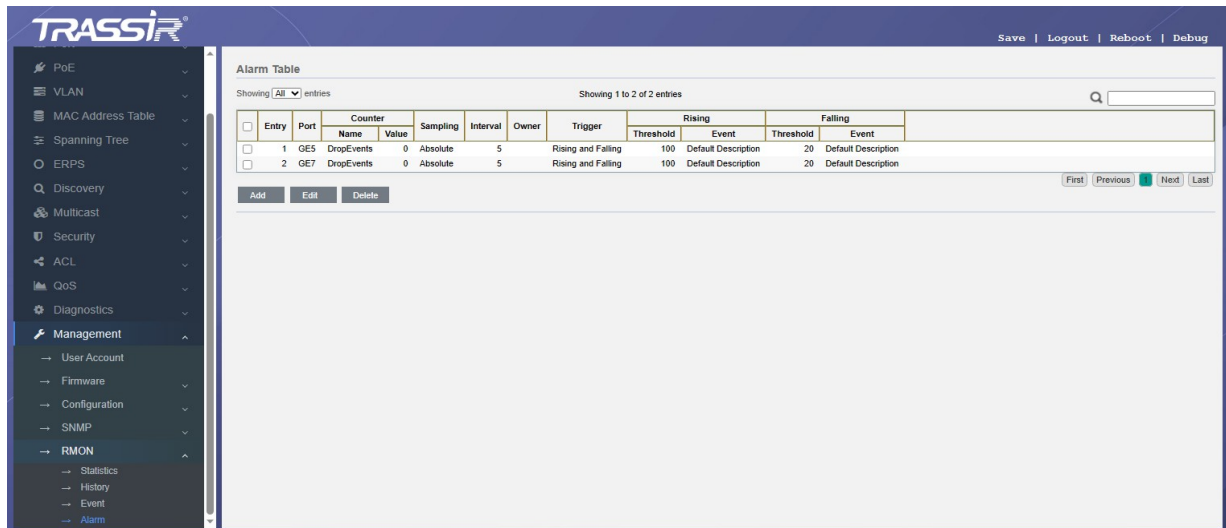 TRASSIR
Save | Logout | Reboot | Debug
PoE
VLAN
MAC Address Table
Spanning Tree
ERPS
Discovery
Multicast
Security
ACL
QoS
Diagnostics
Management
→ User Account
→ Firmware
→ Configuration
→ SNMP
→ RMON
→ Statistics
→ History
→ Event
→ Alarm
Alarm Table
Showing All entries Showing 1 to 2 of 2 entries
Entry Port Counter Sampling Interval Owner Trigger Rising Falling
Name Value Threshold Event Threshold Event
1 GE5 DropEvents 0 Absolute 5 Rising and Falling 100 Default Description 20 Default Description
2 GE7 DropEvents 0 Absolute 5 Rising and Falling 100 Default Description 20 Default Description
First Previous 1 Next Last
Add Edit Delete